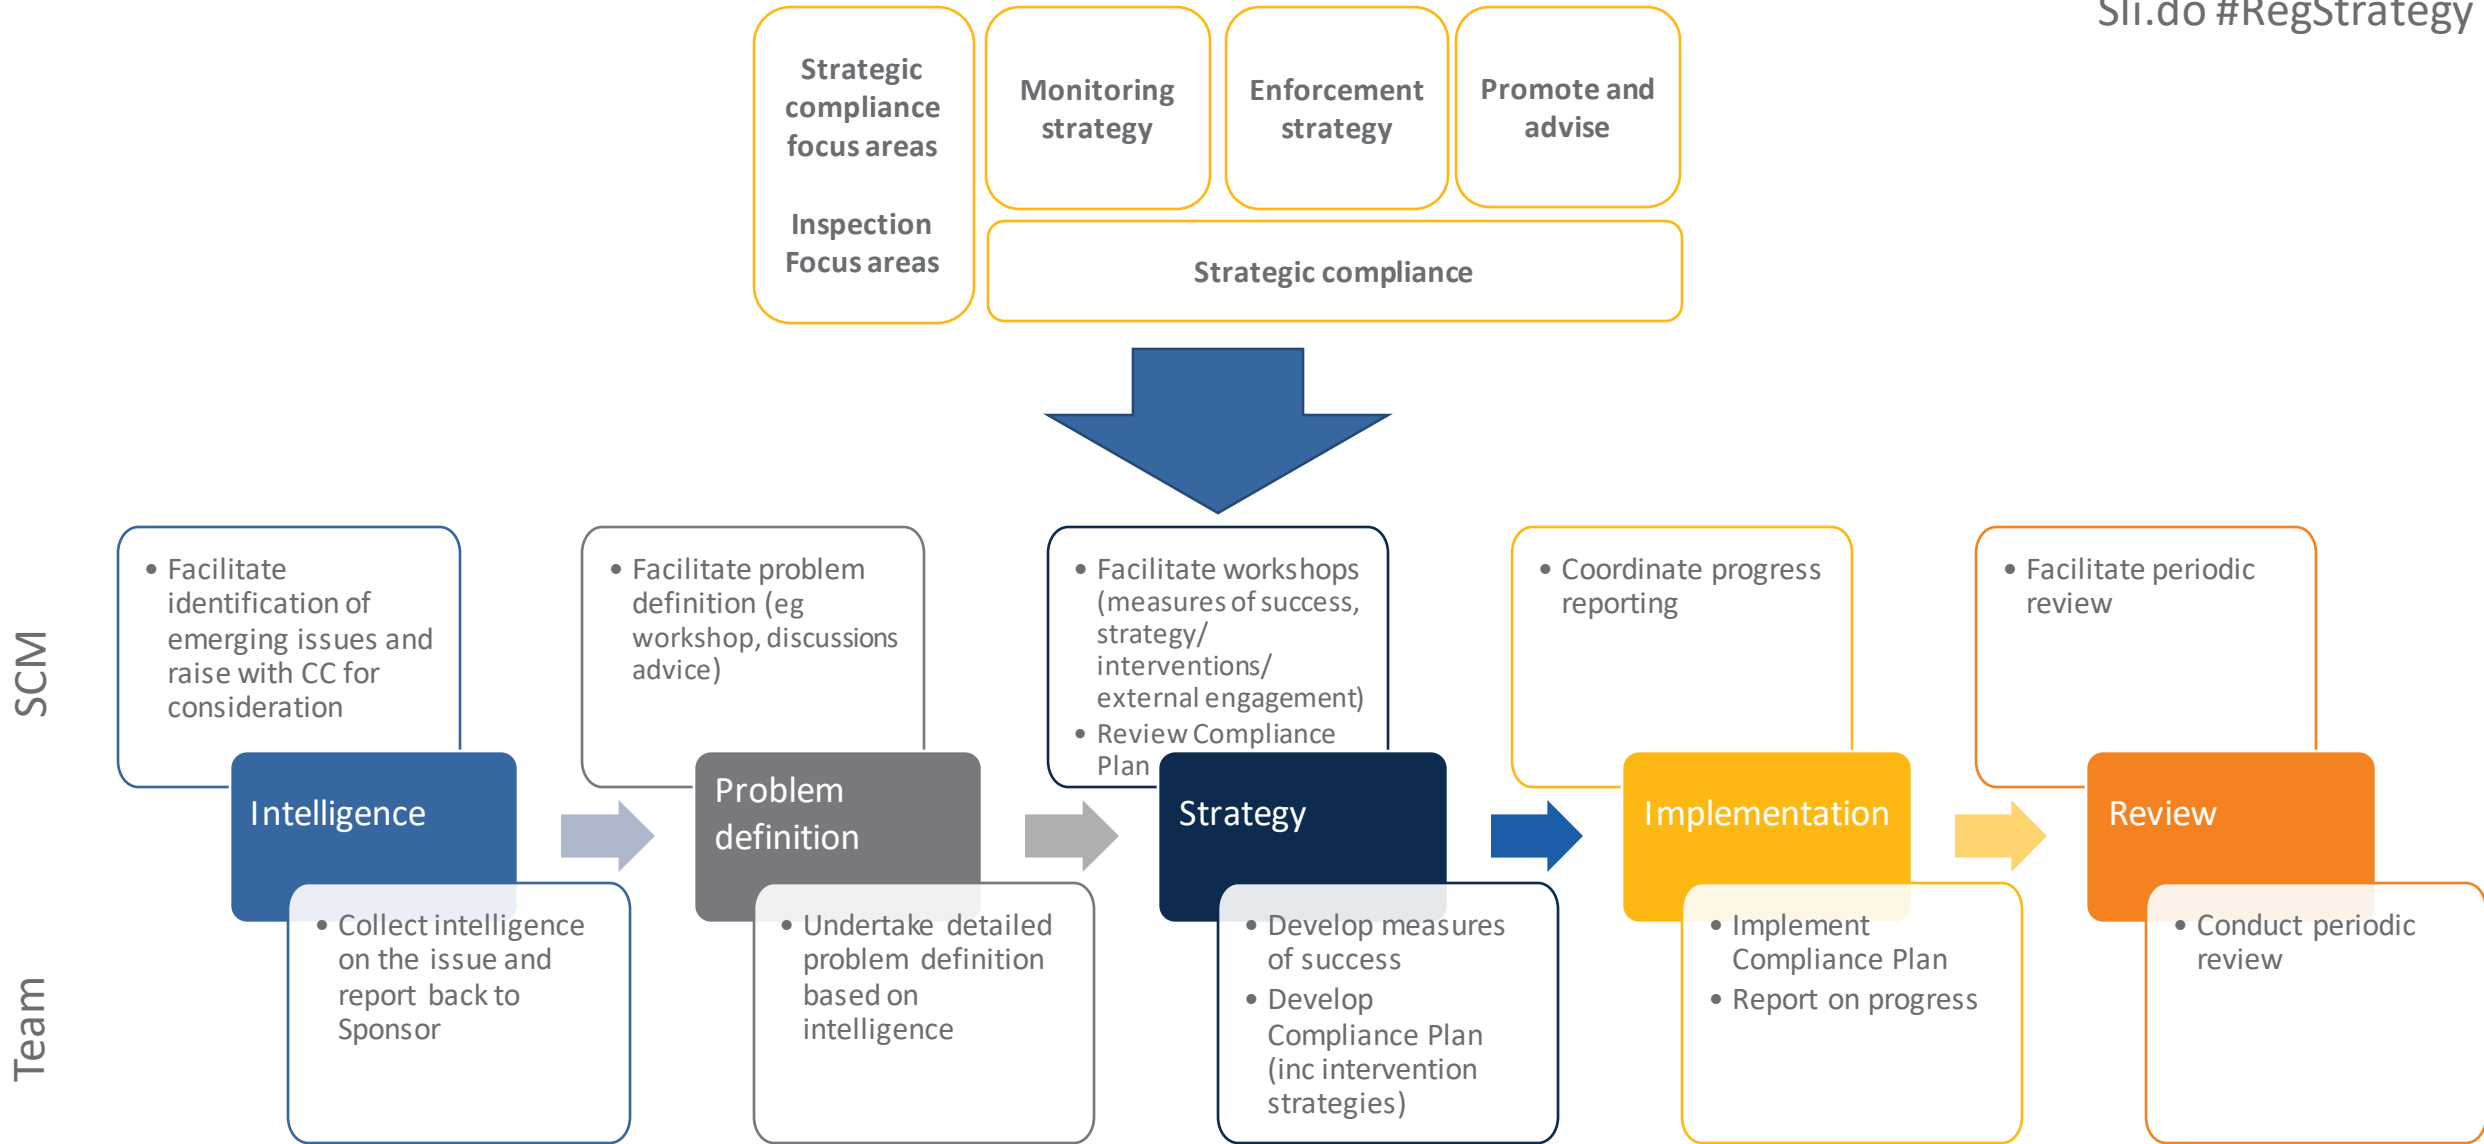 Sli.do #RegStrategy
Strategic
compliance
focus areas
Inspection
Focus areas
Monitoring
strategy
Enforcement
strategy
Promote and
advise
Strategic compliance
SCM
• Facilitate
identification of
emerging issues and
raise with CC for
consideration
• Facilitate problem
definition (eg
workshop, discussions
advice)
• Facilitate workshops
(measures of success,
strategy/
interventions/
external engagement)
• Review Compliance
Plan
• Coordinate progress
reporting
• Facilitate periodic
review
Intelligence
Problem
definition
Strategy
Implementation
Review
Team
• Collect intelligence
on the issue and
report back to
Sponsor
• Undertake detailed
problem definition
based on
intelligence
• Develop measures
of success
• Develop
Compliance Plan
(inc intervention
strategies)
• Implement
Compliance Plan
• Report on progress
• Conduct periodic
review